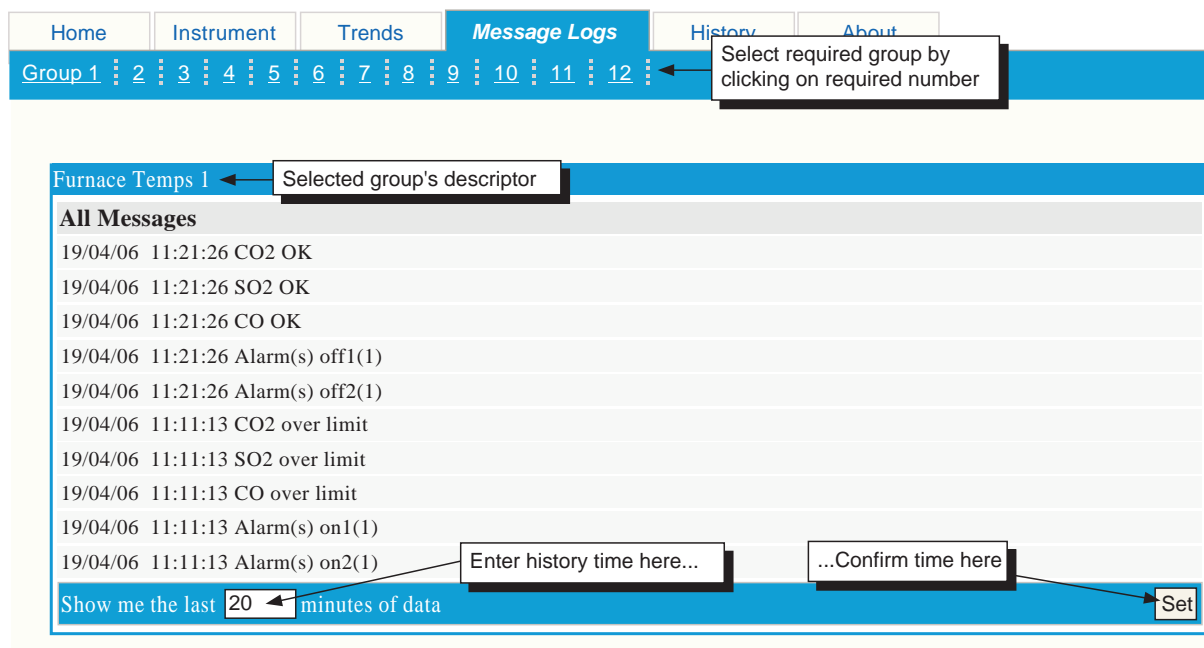 Home Instrument Trends Message Logs History About
Select required group by
clicking on required number
Group 1 2 3 4 5 6 7 8 9 10 11 12
Furnace Temps 1 Selected group's descriptor
All Messages
19/04/06 11:21:26 CO2 OK
19/04/06 11:21:26 SO2 OK
19/04/06 11:21:26 CO OK
19/04/06 11:21:26 Alarm(s) off1(1)
19/04/06 11:21:26 Alarm(s) off2(1)
19/04/06 11:11:13 CO2 over limit
19/04/06 11:11:13 SO2 over limit
19/04/06 11:11:13 CO over limit
19/04/06 11:11:13 Alarm(s) on1(1)
19/04/06 11:11:13 Alarm(s) on2(1)
Enter history time here... ...Confirm time here
Show me the last 20 minutes of data Set